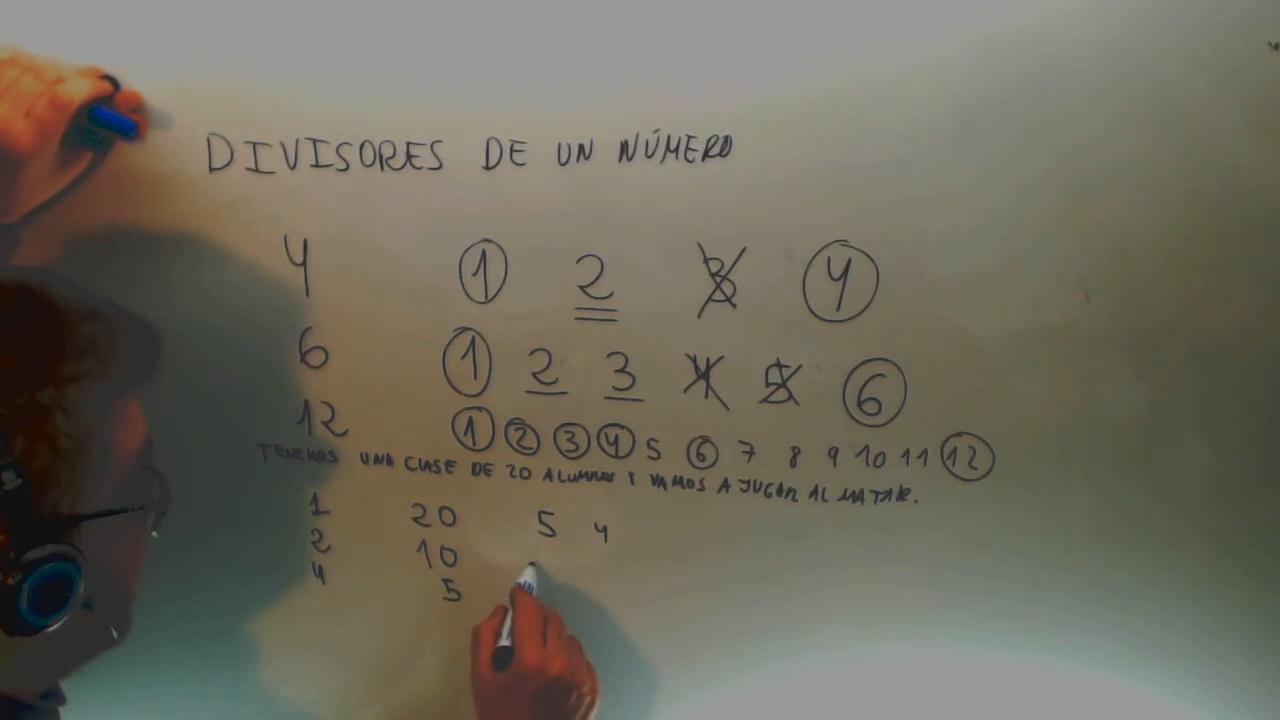 DIVISORES DE UN NÚMERO
4 1 2 3 4
6 1 2 3 4 5 6
12 1 2 3 4 5 6 7 8 9 10 11 12
TENEMOS UNA CLASE DE 20 ALUMNOS Y VAMOS A JUGAR AL MATAR.
1 20 5 4
2 10
4 5